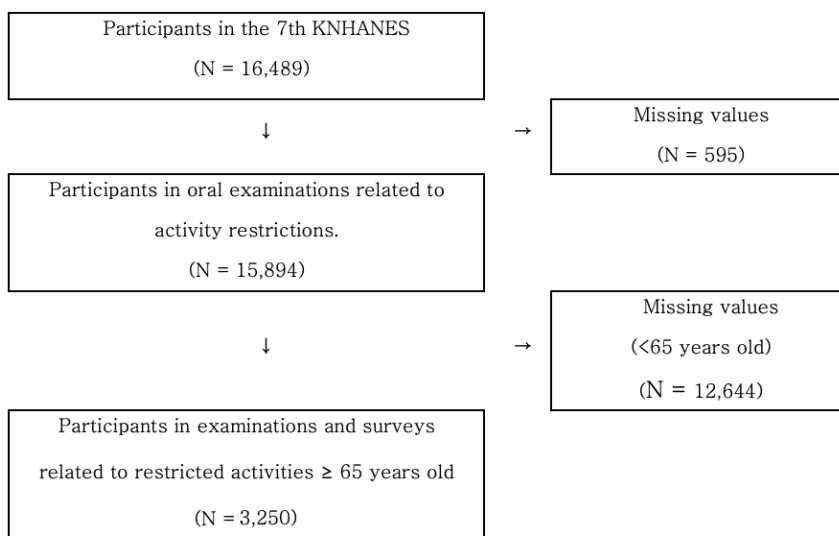 Participants in the 7th KNHANES
(N = 16,489)
↓
→
Missing values
(N = 595)
Participants in oral examinations related to
activity restrictions.
(N = 15,894)
↓
→
Missing values
(<65 years old)
(N = 12,644)
Participants in examinations and surveys
related to restricted activities ≥ 65 years old
(N = 3,250)